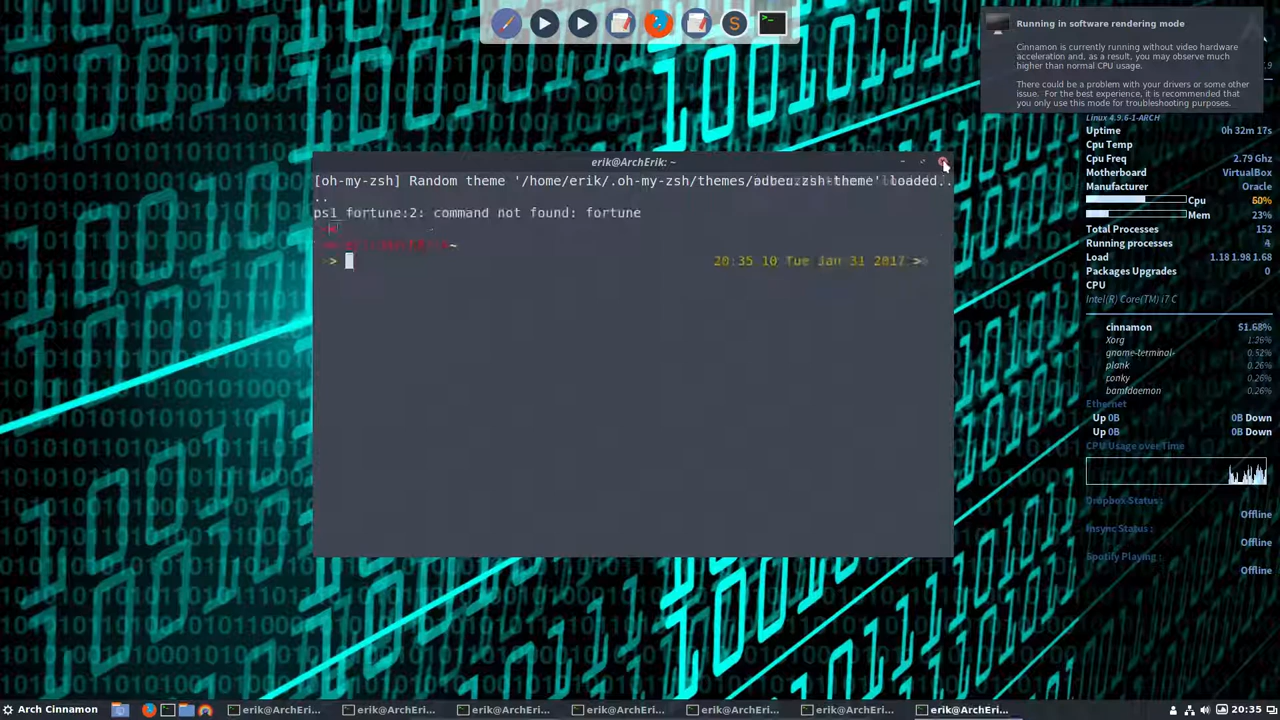 Running in software rendering mode
Cinnamon is currently running without video hardware
acceleration and, as a result, you may observe much
higher than normal CPU usage.
There could be a problem with your drivers or some other
issue. For the best experience, it is recommended that
you only use this mode for troubleshooting purposes.
erik@ArchErik: ~
[oh-my-zsh] Random theme '/home/erik/.oh-my-zsh/themes/adben.zsh-theme' loaded..
..
ps1_fortune:2: command not found: fortune
~
> 20:35 10 Tue Jan 31 2017 >
Linux 4.9.6-1-ARCH
Uptime 0h 32m 17s
Cpu Temp
Cpu Freq 2.79 Ghz
Motherboard VirtualBox
Manufacturer Oracle
Cpu 60%
Mem 23%
Total Processes 152
Running processes 4
Load 1.18 1.98 1.68
Packages Upgrades 0
CPU
Intel(R) Core(TM) i7 C
cinnamon 51.68%
Xorg 1.26%
gnome-terminal- 0.52%
plank 0.26%
conky 0.26%
bamfdaemon 0.26%
Ethernet
Up 0B 0B Down
Up 0B 0B Down
CPU Usage over Time
Dropbox Status :
Offline
Insync Status :
Offline
Spotify Playing :
Offline
Arch Cinnamon erik@ArchEri... erik@ArchEri... erik@ArchEri... erik@ArchEri... erik@ArchEri... erik@ArchEri... erik@ArchEri... 20:35